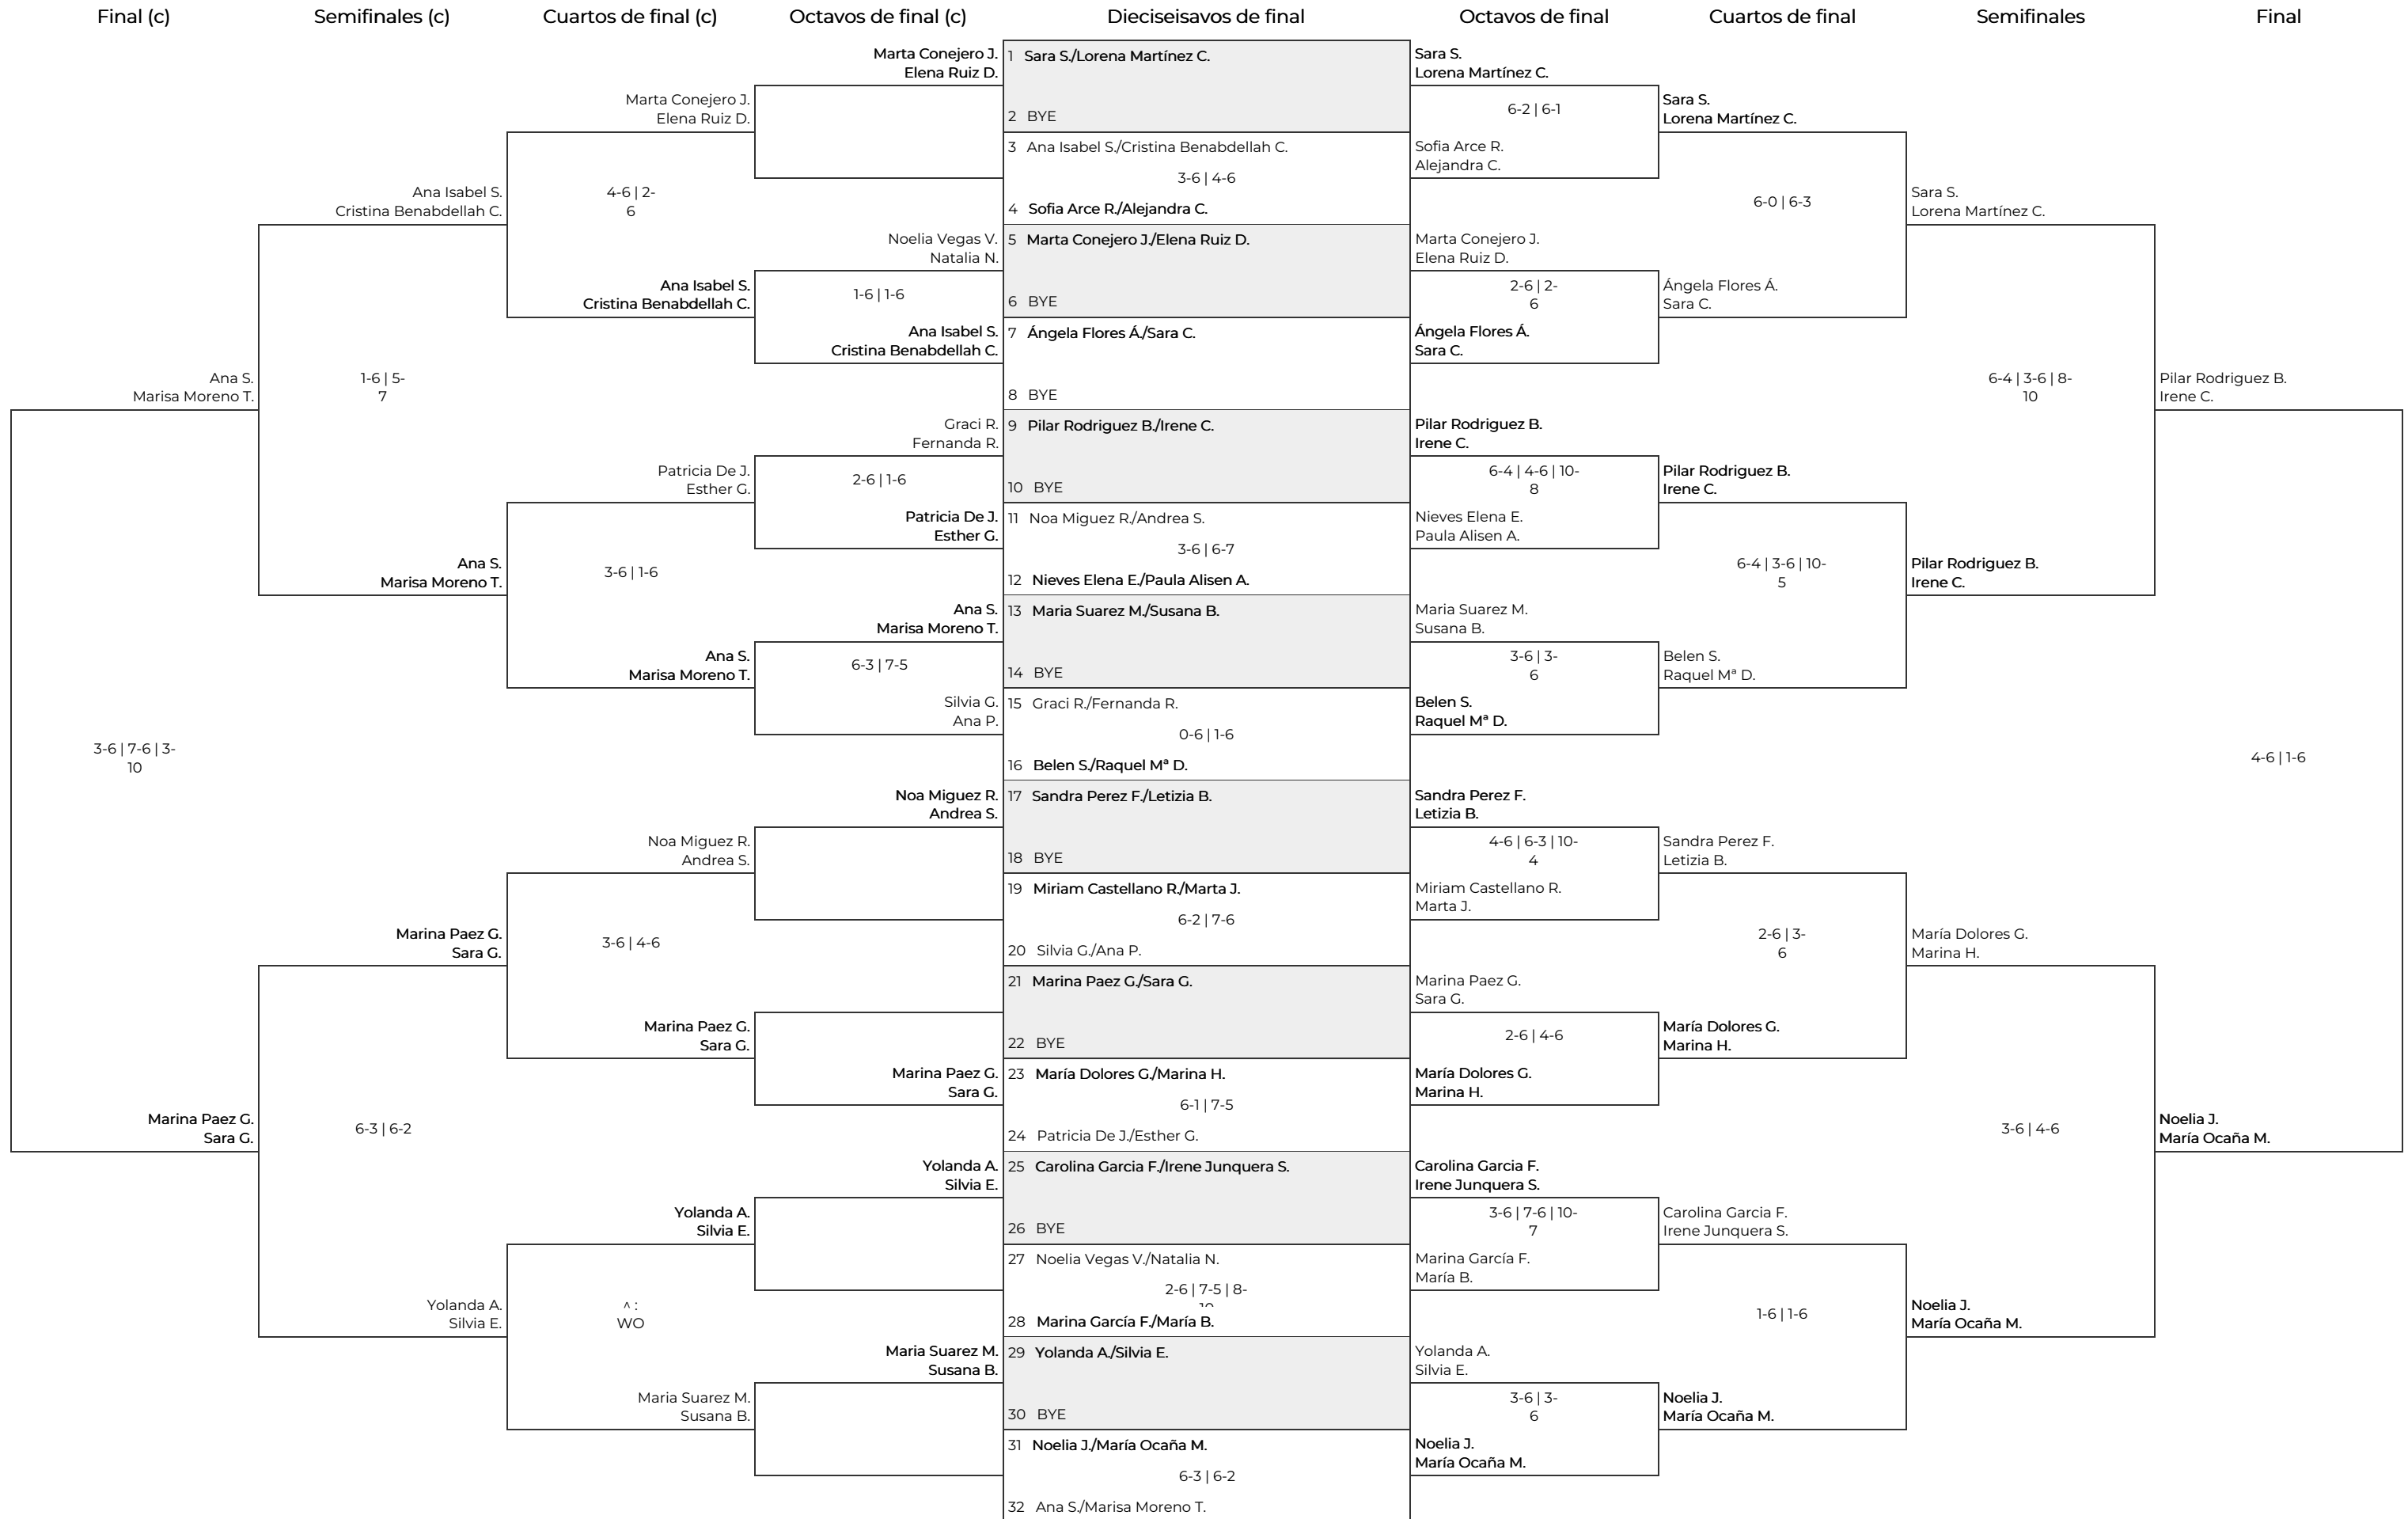 Final (c)
Semifinales (c)
Cuartos de final (c)
Octavos de final (c)
Dieciseisavos de final
Octavos de final
Cuartos de final
Semifinales
Final
Ana S.
Marisa Moreno T.
3-6 | 7-6 | 3-
10
Marina Paez G.
Sara G.
Ana Isabel S.
Cristina Benabdellah C.
1-6 | 5-
7
Ana S.
Marisa Moreno T.
Marina Paez G.
Sara G.
6-3 | 6-2
Yolanda A.
Silvia E.
Marta Conejero J.
Elena Ruiz D.
4-6 | 2-
6
Ana Isabel S.
Cristina Benabdellah C.
Patricia De J.
Esther G.
3-6 | 1-6
Ana S.
Marisa Moreno T.
Noa Miguez R.
Andrea S.
3-6 | 4-6
Marina Paez G.
Sara G.
Yolanda A.
Silvia E.
^ :
WO
Maria Suarez M.
Susana B.
Marta Conejero J.
Elena Ruiz D.
Noelia Vegas V.
Natalia N.
1-6 | 1-6
Ana Isabel S.
Cristina Benabdellah C.
Graci R.
Fernanda R.
2-6 | 1-6
Patricia De J.
Esther G.
Ana S.
Marisa Moreno T.
6-3 | 7-5
Silvia G.
Ana P.
Noa Miguez R.
Andrea S.
Marina Paez G.
Sara G.
Yolanda A.
Silvia E.
Maria Suarez M.
Susana B.
1 Sara S./Lorena Martínez C.
2 BYE
3 Ana Isabel S./Cristina Benabdellah C.
3-6 | 4-6
4 Sofia Arce R./Alejandra C.
5 Marta Conejero J./Elena Ruiz D.
6 BYE
7 Ángela Flores Á./Sara C.
8 BYE
9 Pilar Rodriguez B./Irene C.
10 BYE
11 Noa Miguez R./Andrea S.
3-6 | 6-7
12 Nieves Elena E./Paula Alisen A.
13 Maria Suarez M./Susana B.
14 BYE
15 Graci R./Fernanda R.
0-6 | 1-6
16 Belen S./Raquel Mª D.
17 Sandra Perez F./Letizia B.
18 BYE
19 Miriam Castellano R./Marta J.
6-2 | 7-6
20 Silvia G./Ana P.
21 Marina Paez G./Sara G.
22 BYE
23 María Dolores G./Marina H.
6-1 | 7-5
24 Patricia De J./Esther G.
25 Carolina Garcia F./Irene Junquera S.
26 BYE
27 Noelia Vegas V./Natalia N.
2-6 | 7-5 | 8-
10
28 Marina García F./María B.
29 Yolanda A./Silvia E.
30 BYE
31 Noelia J./María Ocaña M.
6-3 | 6-2
32 Ana S./Marisa Moreno T.
Sara S.
Lorena Martínez C.
6-2 | 6-1
Sofia Arce R.
Alejandra C.
Marta Conejero J.
Elena Ruiz D.
2-6 | 2-
6
Ángela Flores Á.
Sara C.
Pilar Rodriguez B.
Irene C.
6-4 | 4-6 | 10-
8
Nieves Elena E.
Paula Alisen A.
Maria Suarez M.
Susana B.
3-6 | 3-
6
Belen S.
Raquel Mª D.
Sandra Perez F.
Letizia B.
4-6 | 6-3 | 10-
4
Miriam Castellano R.
Marta J.
Marina Paez G.
Sara G.
2-6 | 4-6
María Dolores G.
Marina H.
Carolina Garcia F.
Irene Junquera S.
3-6 | 7-6 | 10-
7
Marina García F.
María B.
Yolanda A.
Silvia E.
3-6 | 3-
6
Noelia J.
María Ocaña M.
Sara S.
Lorena Martínez C.
6-0 | 6-3
Ángela Flores Á.
Sara C.
Pilar Rodriguez B.
Irene C.
6-4 | 3-6 | 10-
5
Belen S.
Raquel Mª D.
Sandra Perez F.
Letizia B.
2-6 | 3-
6
María Dolores G.
Marina H.
Carolina Garcia F.
Irene Junquera S.
1-6 | 1-6
Noelia J.
María Ocaña M.
Sara S.
Lorena Martínez C.
6-4 | 3-6 | 8-
10
Pilar Rodriguez B.
Irene C.
María Dolores G.
Marina H.
3-6 | 4-6
Noelia J.
María Ocaña M.
Pilar Rodriguez B.
Irene C.
4-6 | 1-6
Noelia J.
María Ocaña M.